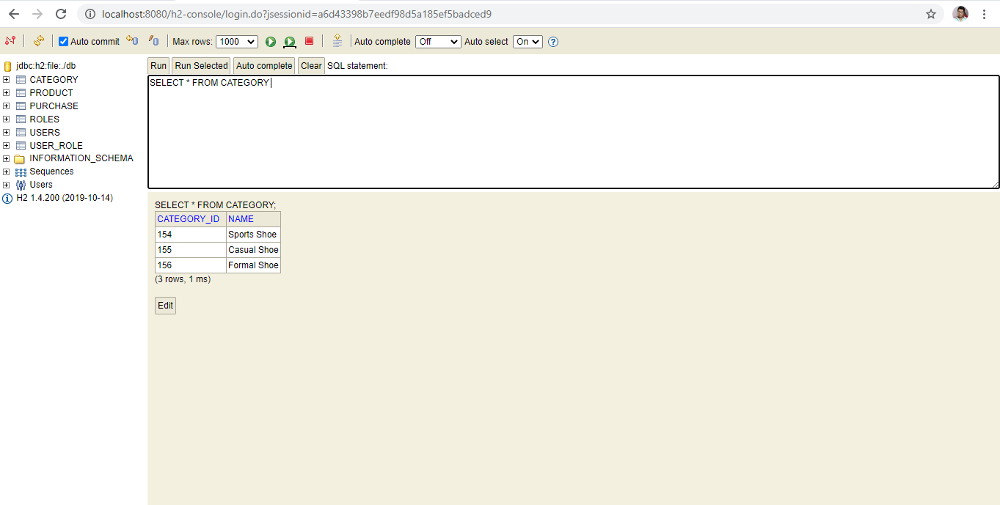 localhost:8080/h2-console/login.do?jsessionid=a6d43398b7eedf98d5a185ef5badced9
Auto commit Max rows: 1000 Auto complete Off Auto select On
jdbc:h2:file:./db
CATEGORY
PRODUCT
PURCHASE
ROLES
USERS
USER_ROLE
INFORMATION_SCHEMA
Sequences
Users
H2 1.4.200 (2019-10-14)
Run Run Selected Auto complete Clear SQL statement:
SELECT * FROM CATEGORY
SELECT * FROM CATEGORY;
CATEGORY_ID NAME
154 Sports Shoe
155 Casual Shoe
156 Formal Shoe
(3 rows, 1 ms)
Edit